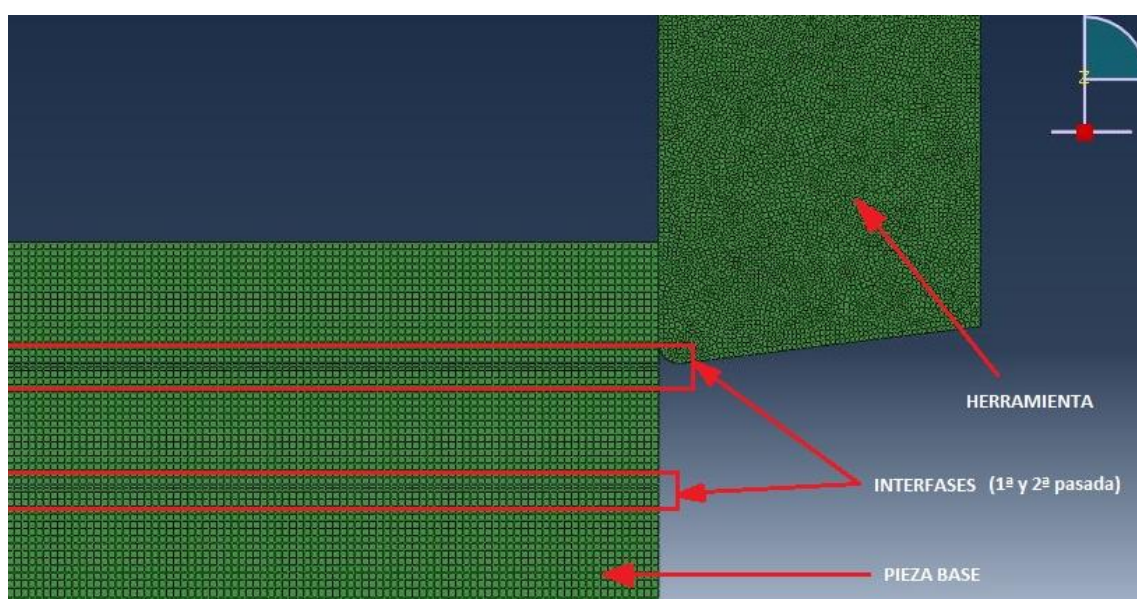 Z
HERRAMIENTA
INTERFASES (1ª y 2ª pasada)
PIEZA BASE